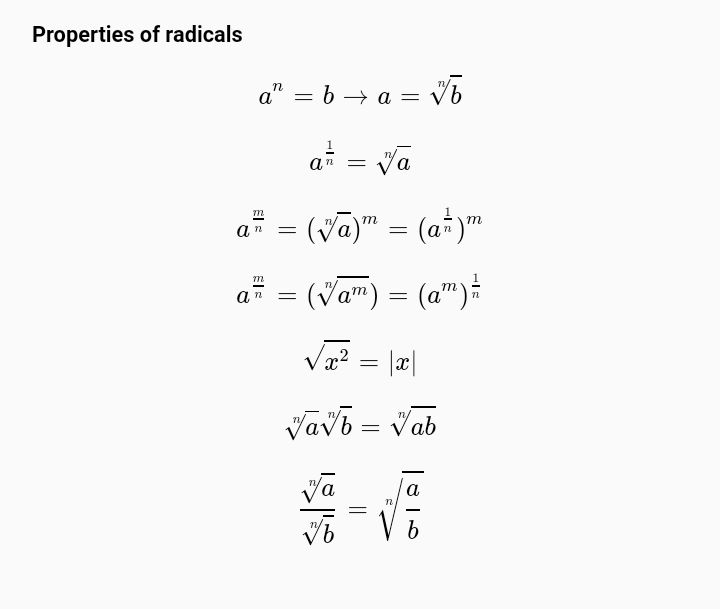 Properties of radicals
aⁿ = b → a = ⁿ√b
a^(1/n) = ⁿ√a
a^(m/n) = (ⁿ√a)^m = (a^(1/n))^m
a^(m/n) = (ⁿ√(a^m)) = (a^m)^(1/n)
√(x²) = |x|
ⁿ√a ⁿ√b = ⁿ√(ab)
ⁿ√a / ⁿ√b = ⁿ√(a/b)